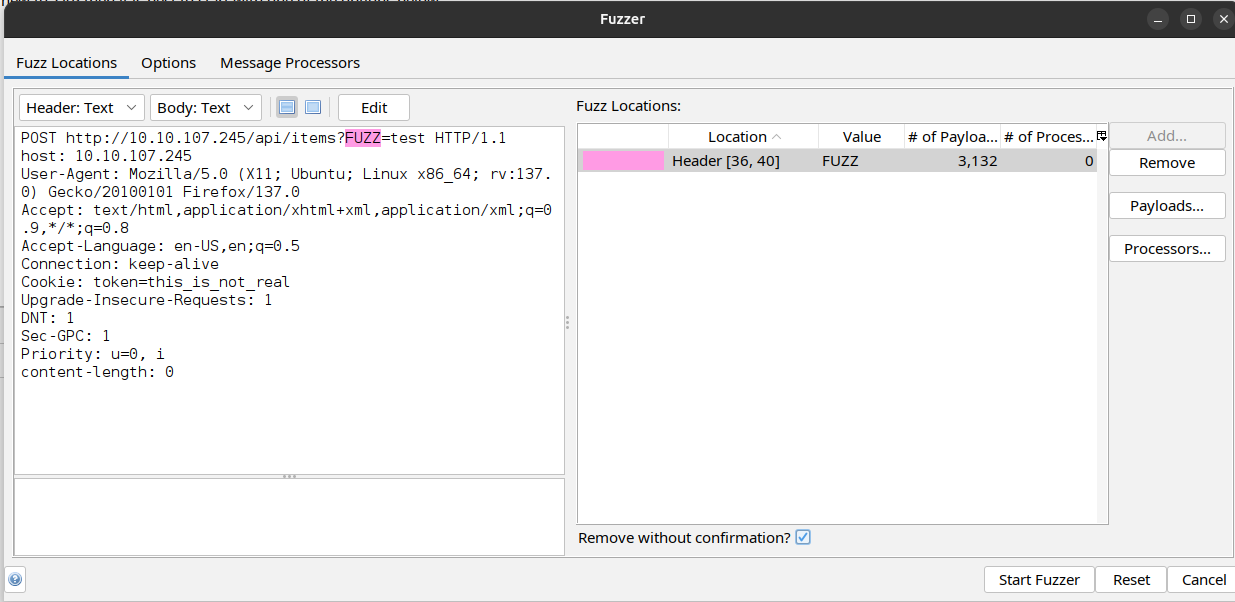 Fuzzer
Fuzz Locations Options Message Processors
Header: Text Body: Text Edit
POST http://10.10.107.245/api/items?FUZZ=test HTTP/1.1
host: 10.10.107.245
User-Agent: Mozilla/5.0 (X11; Ubuntu; Linux x86_64; rv:137.
0) Gecko/20100101 Firefox/137.0
Accept: text/html,application/xhtml+xml,application/xml;q=0
.9,*/*;q=0.8
Accept-Language: en-US,en;q=0.5
Connection: keep-alive
Cookie: token=this_is_not_real
Upgrade-Insecure-Requests: 1
DNT: 1
Sec-GPC: 1
Priority: u=0, i
content-length: 0
Fuzz Locations:
Location Value # of Payloa... # of Proces...
Header [36, 40] FUZZ 3,132 0
Add...
Remove
Payloads...
Processors...
Remove without confirmation?
Start Fuzzer Reset Cancel